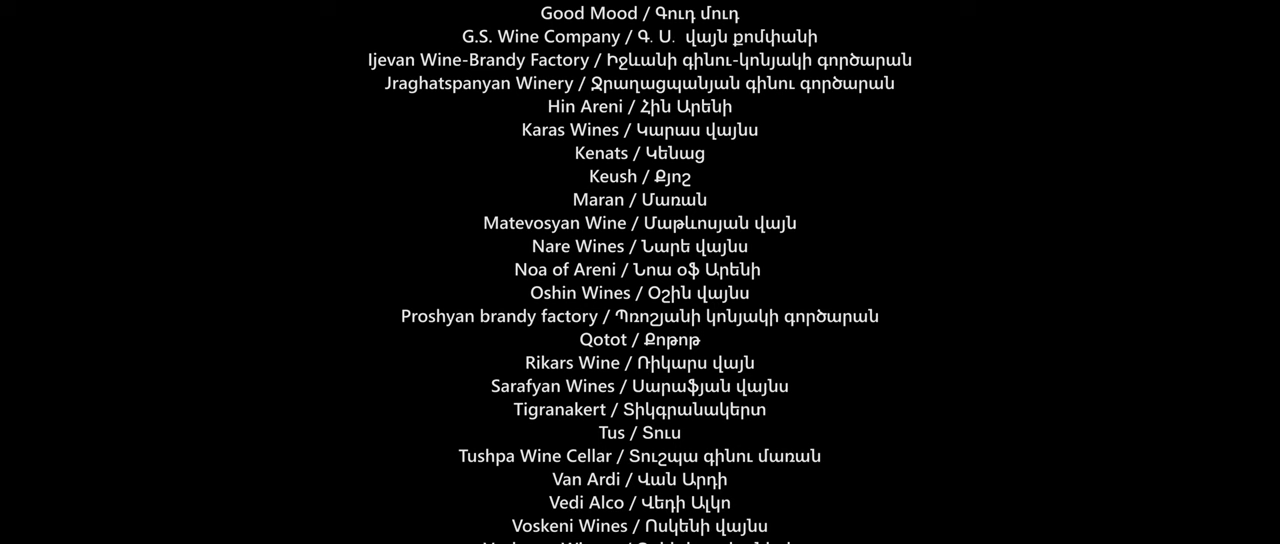 Good Mood / Գուդ մուդ
G.S. Wine Company / Գ. Ս. վայն քոմփանի
Ijevan Wine-Brandy Factory / Իջևանի գինու-կոնյակի գործարան
Jraghatspanyan Winery / Ջրաղացպանյան գինու գործարան
Hin Areni / Հին Արենի
Karas Wines / Կարաս վայնս
Kenats / Կենաց
Keush / Քյոշ
Maran / Մառան
Matevosyan Wine / Մաթևոսյան վայն
Nare Wines / Նարե վայնս
Noa of Areni / Նոա օֆ Արենի
Oshin Wines / Օշին վայնս
Proshyan brandy factory / Պռոշյանի կոնյակի գործարան
Qotot / Քոթոթ
Rikars Wine / Ռիկարս վայն
Sarafyan Wines / Սարաֆյան վայնս
Tigranakert / Տիկգրանակերտ
Tus / Տուս
Tushpa Wine Cellar / Տուշպա գինու մառան
Van Ardi / Վան Արդի
Vedi Alco / Վեդի Ալկո
Voskeni Wines / Ոսկենի վայնս